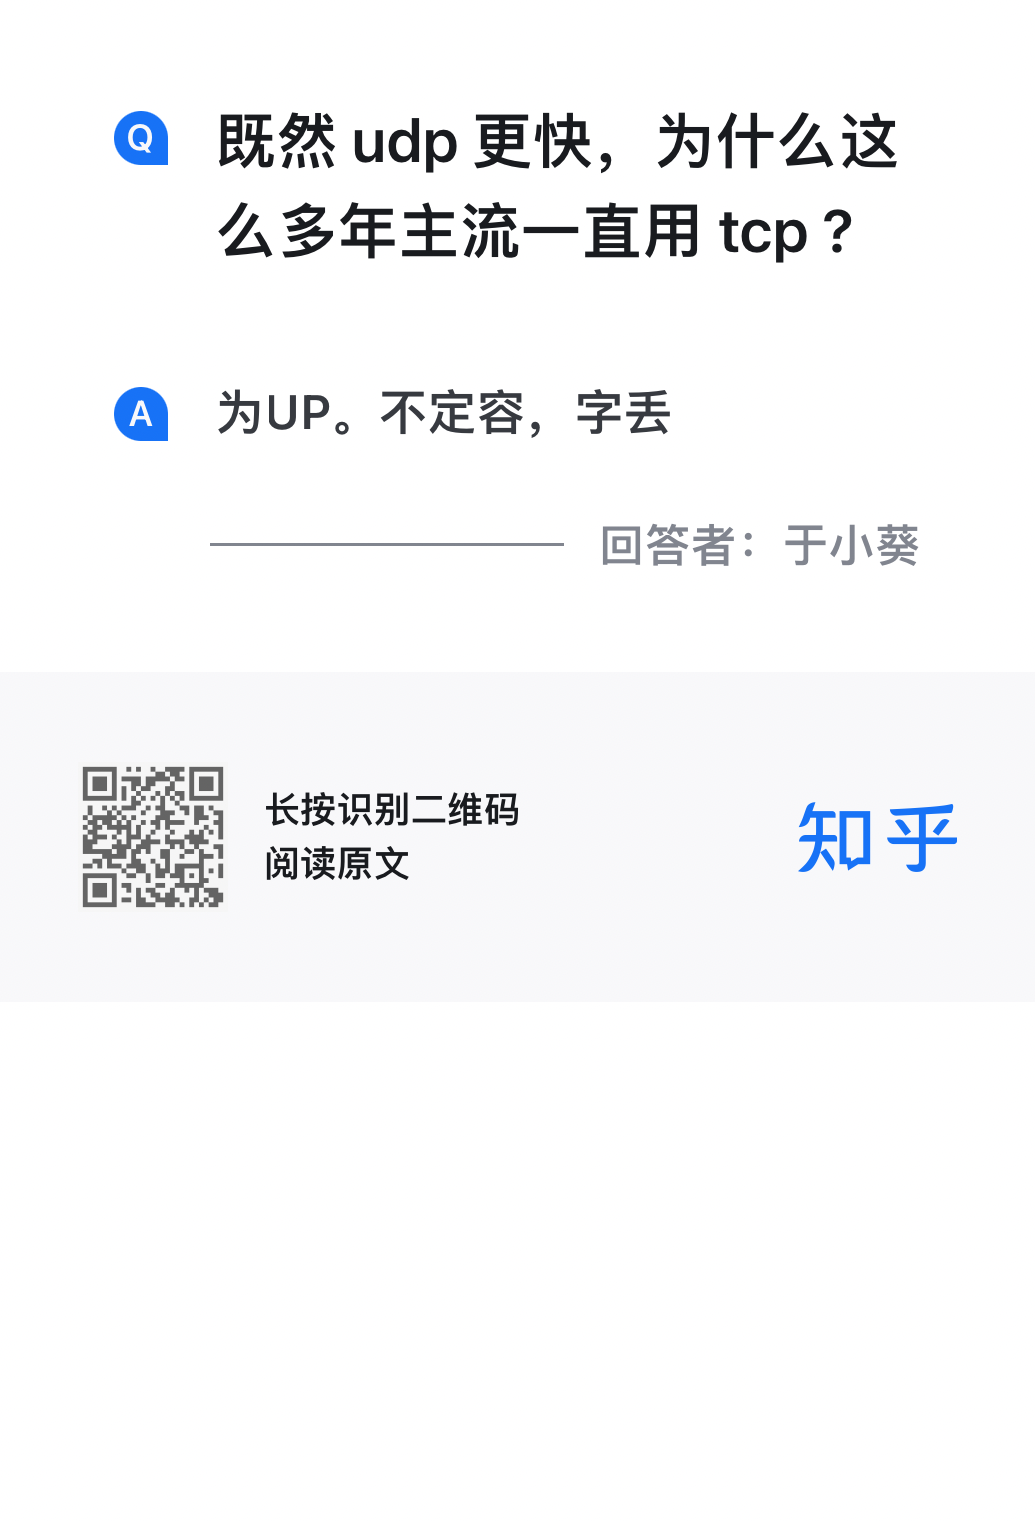 Q
既然 udp 更快，为什么这
么多年主流一直用 tcp？
A
为UP。不定容，字丢
回答者：于小葵
长按识别二维码
阅读原文
知乎